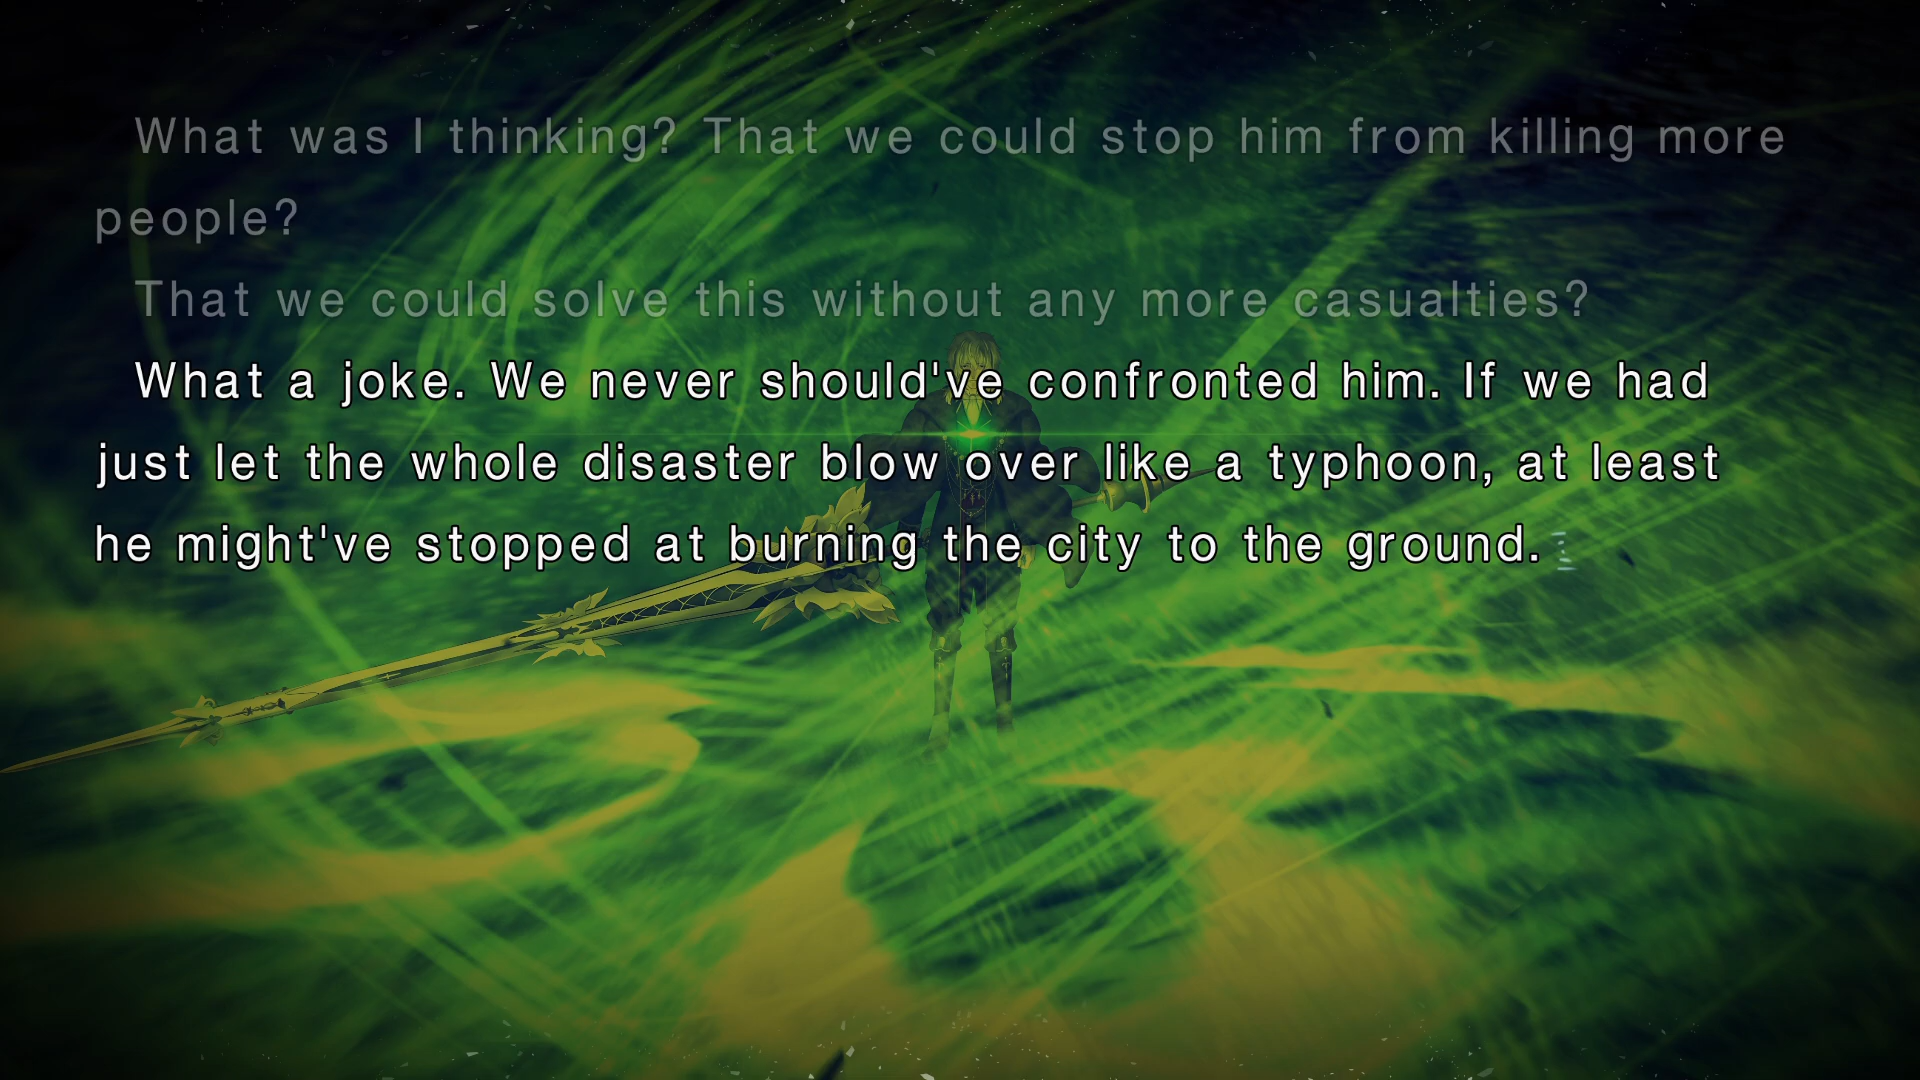 What was I thinking? That we could stop him from killing more
people?
That we could solve this without any more casualties?
What a joke. We never should've confronted him. If we had
just let the whole disaster blow over like a typhoon, at least
he might've stopped at burning the city to the ground.